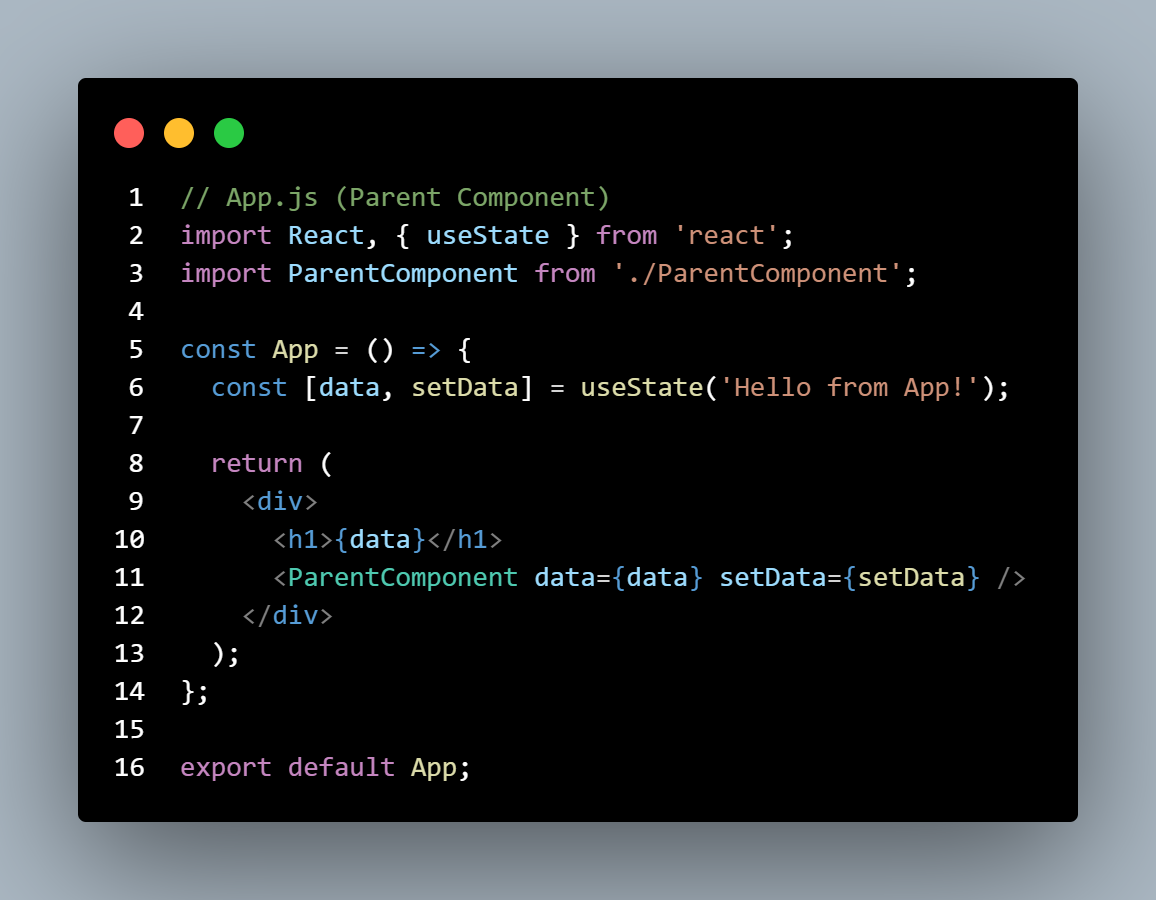 1 // App.js (Parent Component)
2 import React, { useState } from 'react';
3 import ParentComponent from './ParentComponent';
4
5 const App = () => {
6   const [data, setData] = useState('Hello from App!');
7
8   return (
9     <div>
10       <h1>{data}</h1>
11       <ParentComponent data={data} setData={setData} />
12     </div>
13   );
14 };
15
16 export default App;